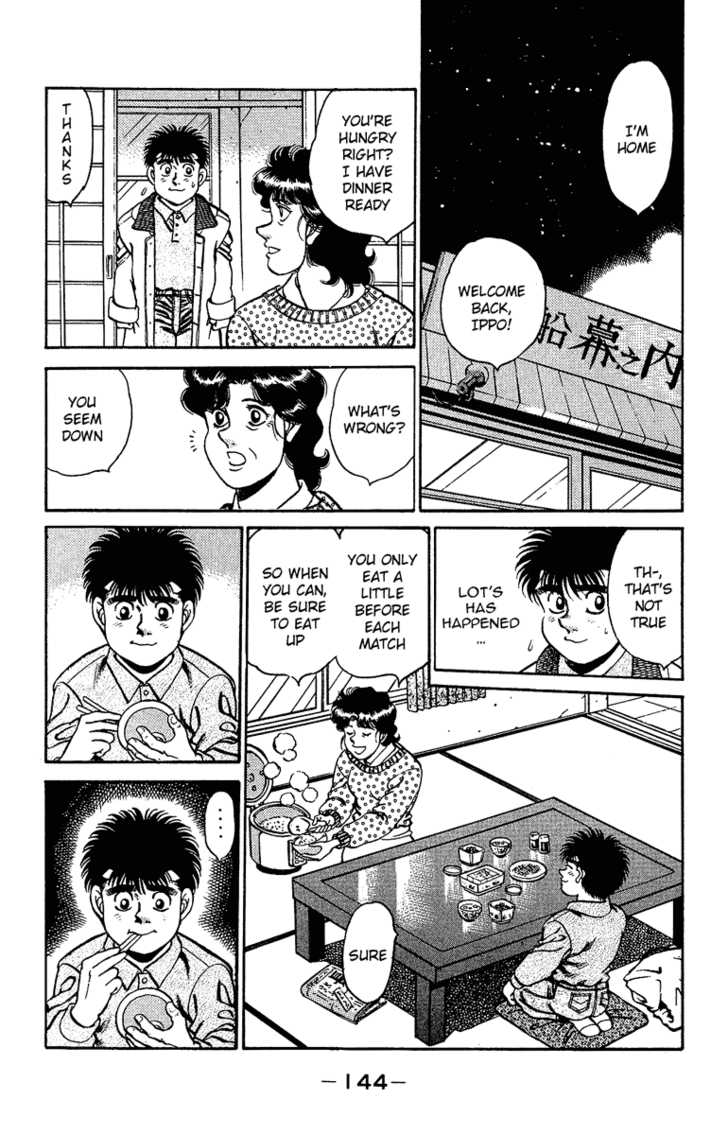 I'M
HOME
WELCOME
BACK,
IPPO!
船幕之内
YOU'RE
HUNGRY
RIGHT?
I HAVE
DINNER
READY
THANKS
WHAT'S
WRONG?
YOU
SEEM
DOWN
TH-,
THAT'S
NOT
TRUE
LOT'S
HAS
HAPPENED
...
YOU ONLY
EAT A
LITTLE
BEFORE
EACH
MATCH
SO WHEN
YOU CAN,
BE SURE
TO EAT
UP
SURE
...
-144-